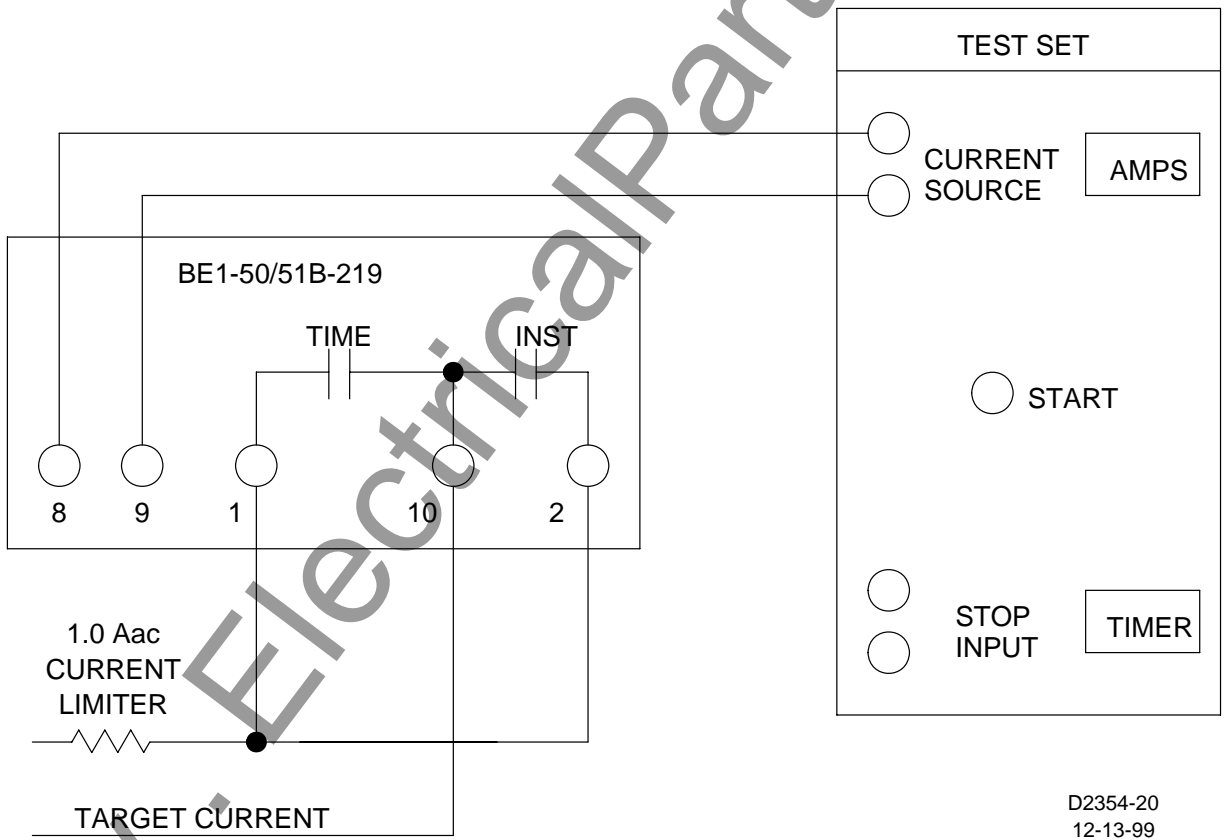 TEST SET
CURRENT
SOURCE
AMPS
BE1-50/51B-219
TIME
INST
START
8
9
1
10
2
1.0 Aac
CURRENT
LIMITER
STOP
INPUT
TIMER
TARGET CURRENT
D2354-20
12-13-99
. ElectricalPart